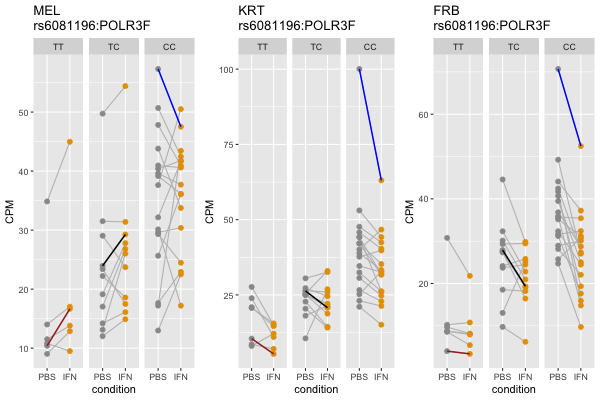 MEL
rs6081196:POLR3F
TT TC CC
CPM
50
40
30
20
10
PBS IFN PBS IFN PBS IFN
condition
KRT
rs6081196:POLR3F
TT TC CC
CPM
100
75
50
25
PBS IFN PBS IFN PBS IFN
condition
FRB
rs6081196:POLR3F
TT TC CC
CPM
60
40
20
PBS IFN PBS IFN PBS IFN
condition